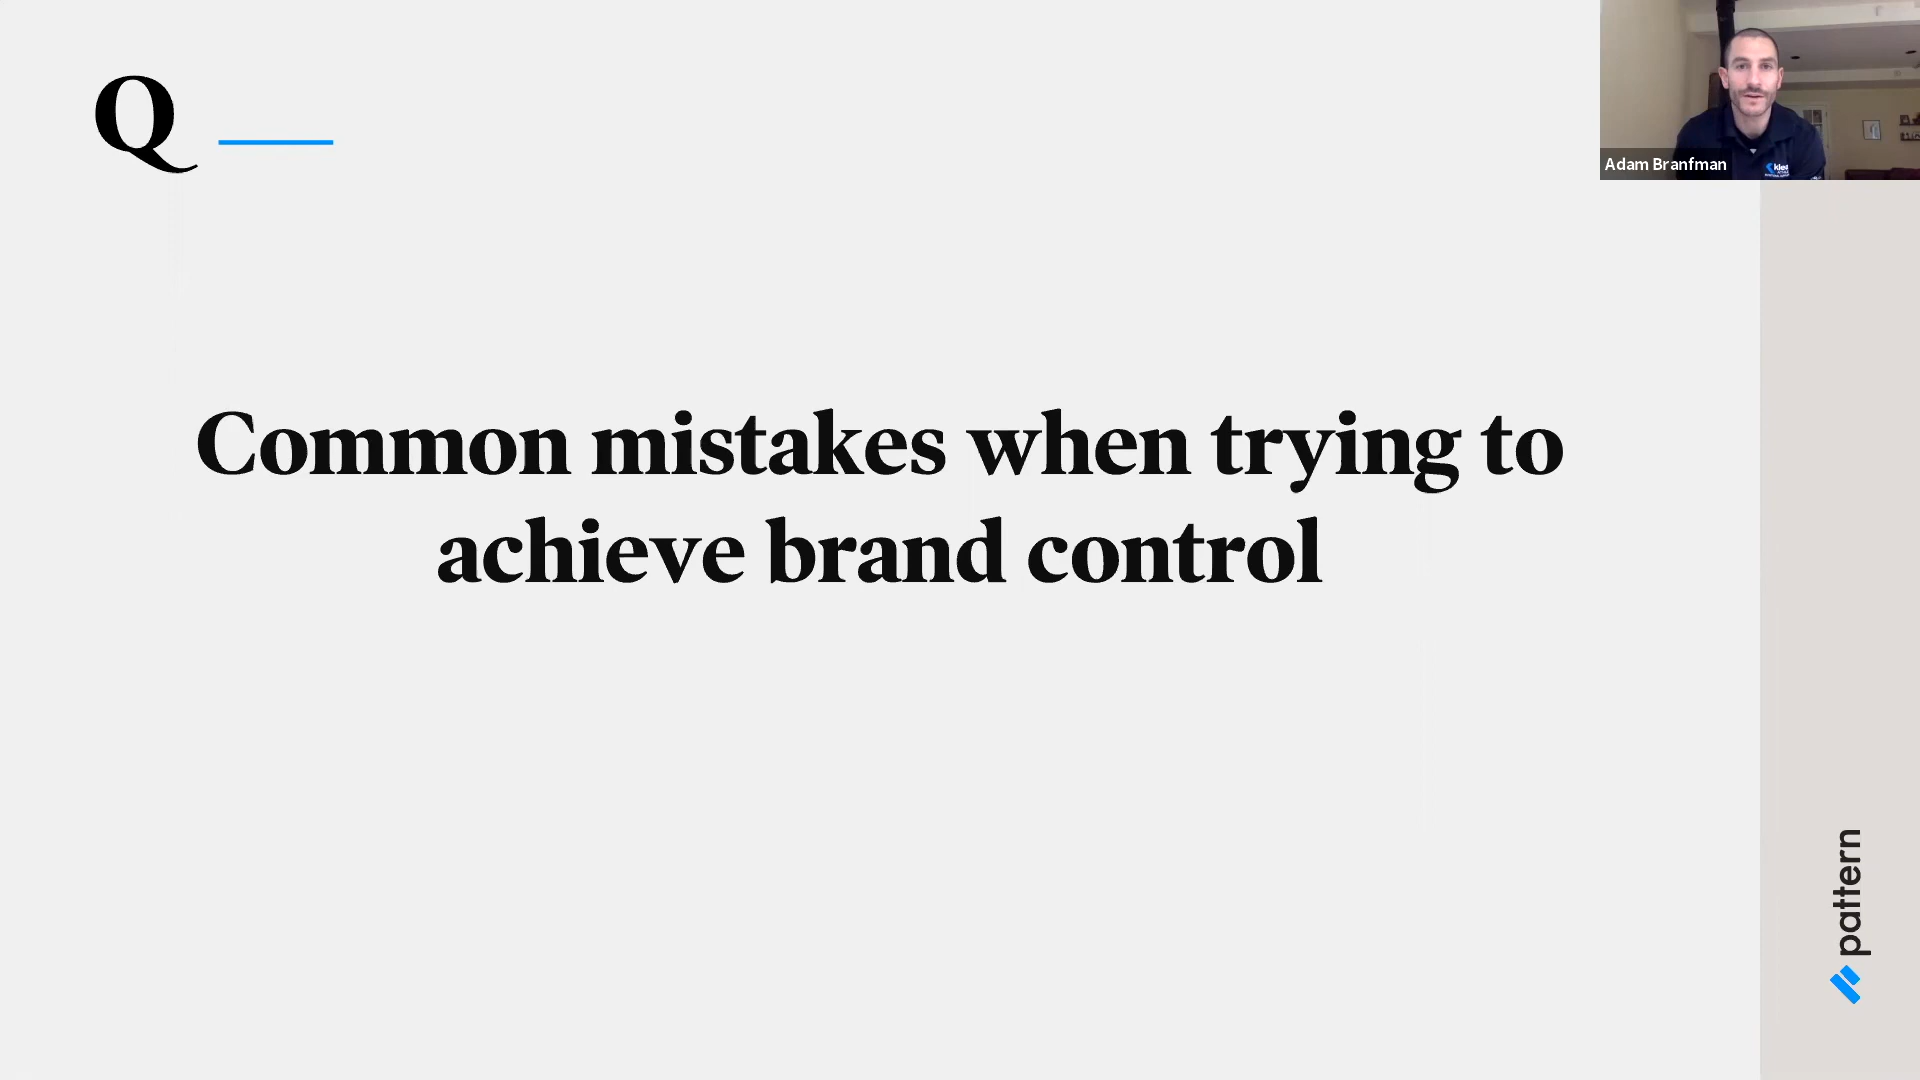 Q
Adam Branfman
Common mistakes when trying to
achieve brand control
pattern